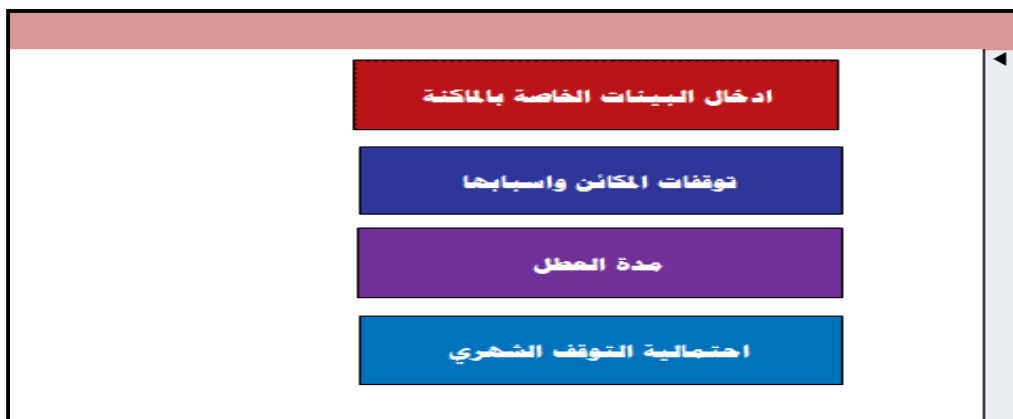 ادخال البينات الخاصة بالماكنة
توقفات المكائن واسبابها
مدة العطل
احتمالية التوقف الشهري